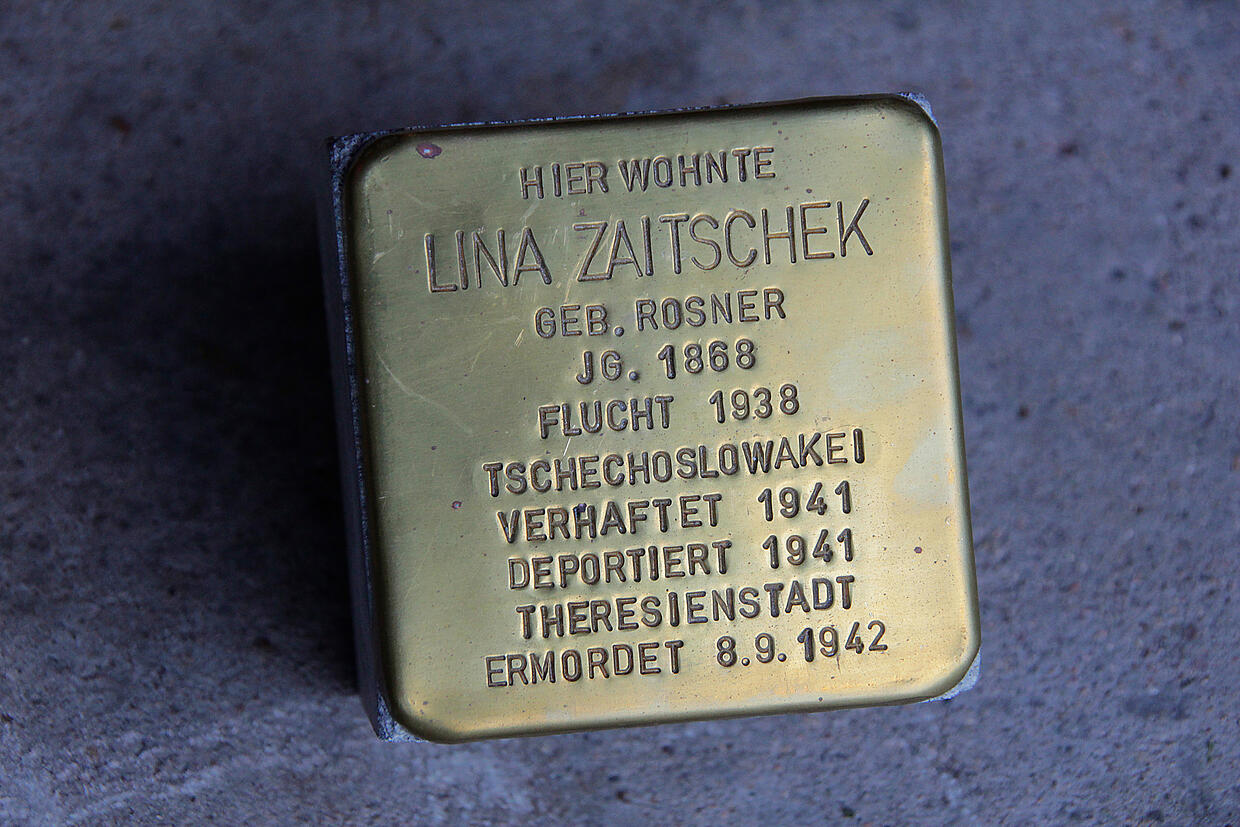 HIER WOHNTE
LINA ZAITSCHEK
GEB. ROSNER
JG. 1868
FLUCHT 1938
TSCHECHOSLOWAKEI
VERHAFTET 1941
DEPORTIERT 1941
THERESIENSTADT
ERMORDET 8.9.1942